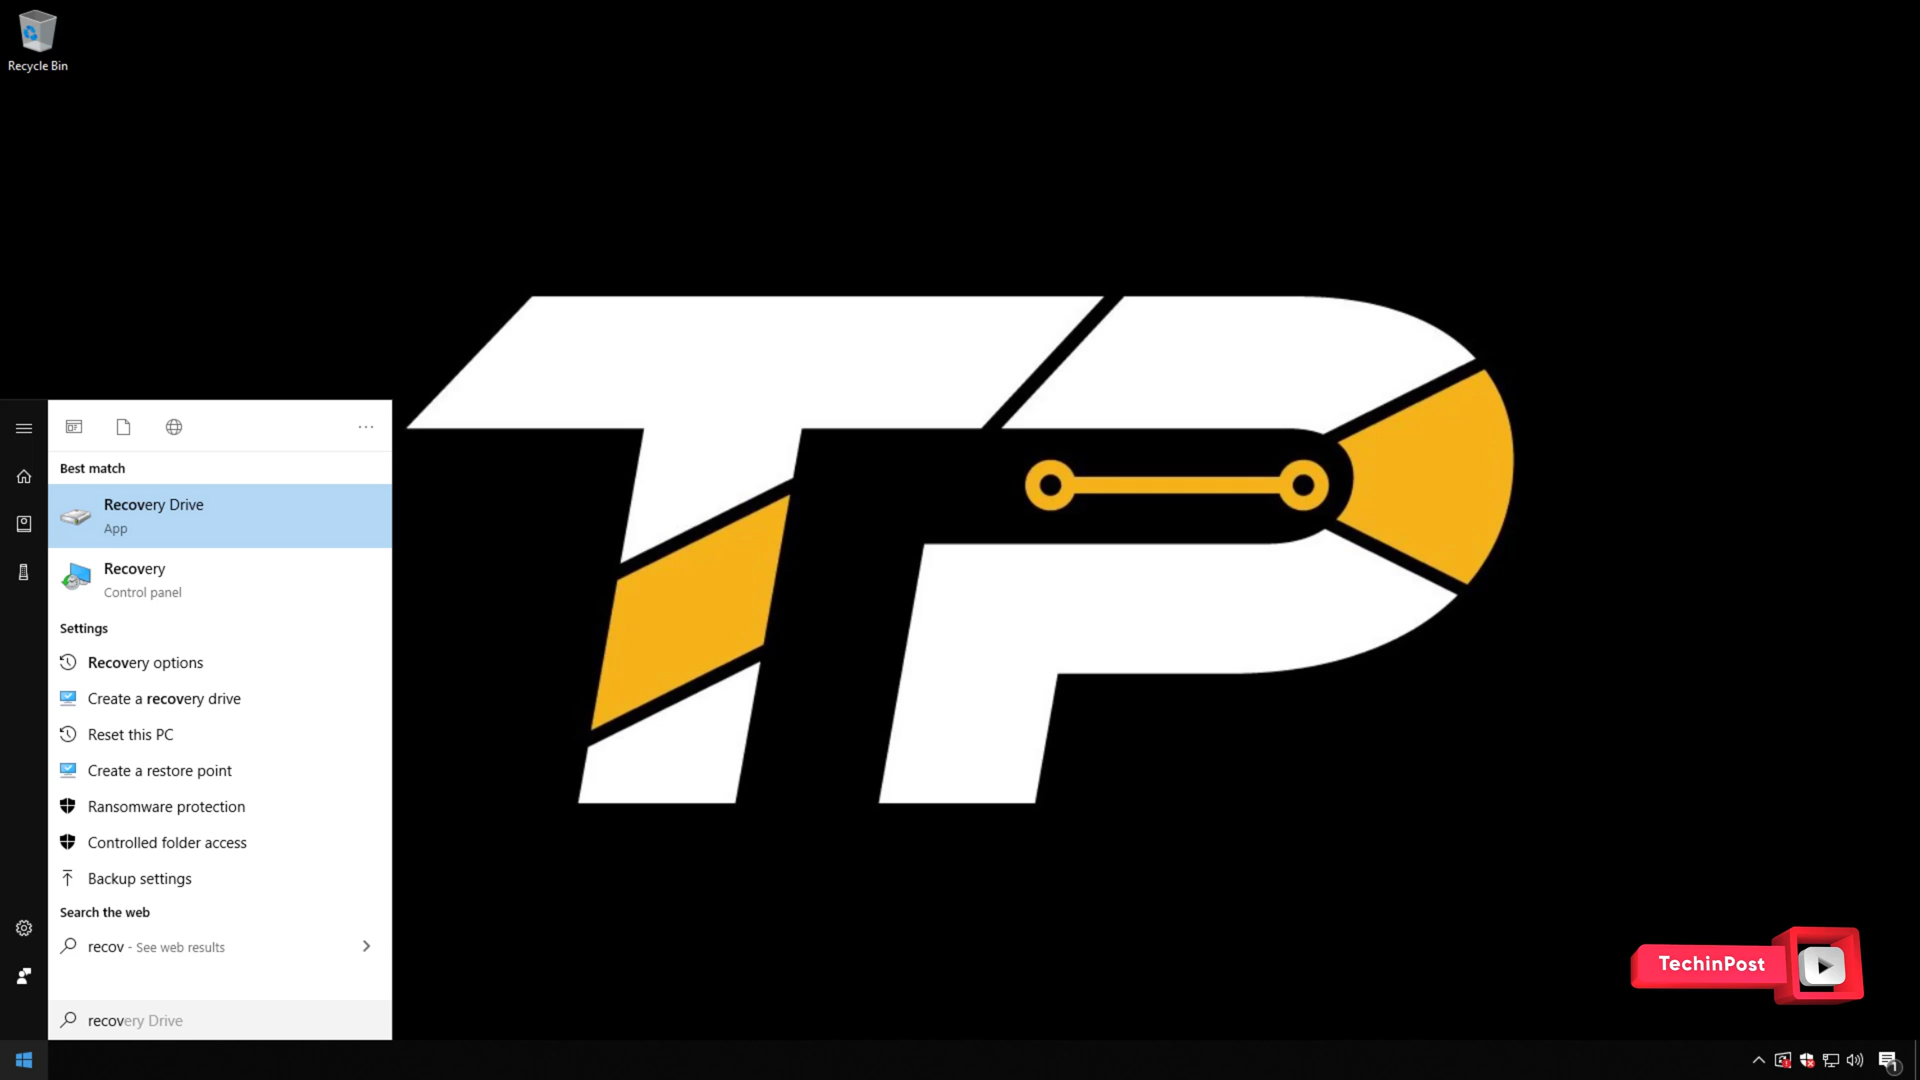 Recycle Bin
TP
Best match
Recovery Drive
App
Recovery
Control panel
Settings
Recovery options
Create a recovery drive
Reset this PC
Create a restore point
Ransomware protection
Controlled folder access
Backup settings
Search the web
recov - See web results
recovery Drive
TechinPost
1